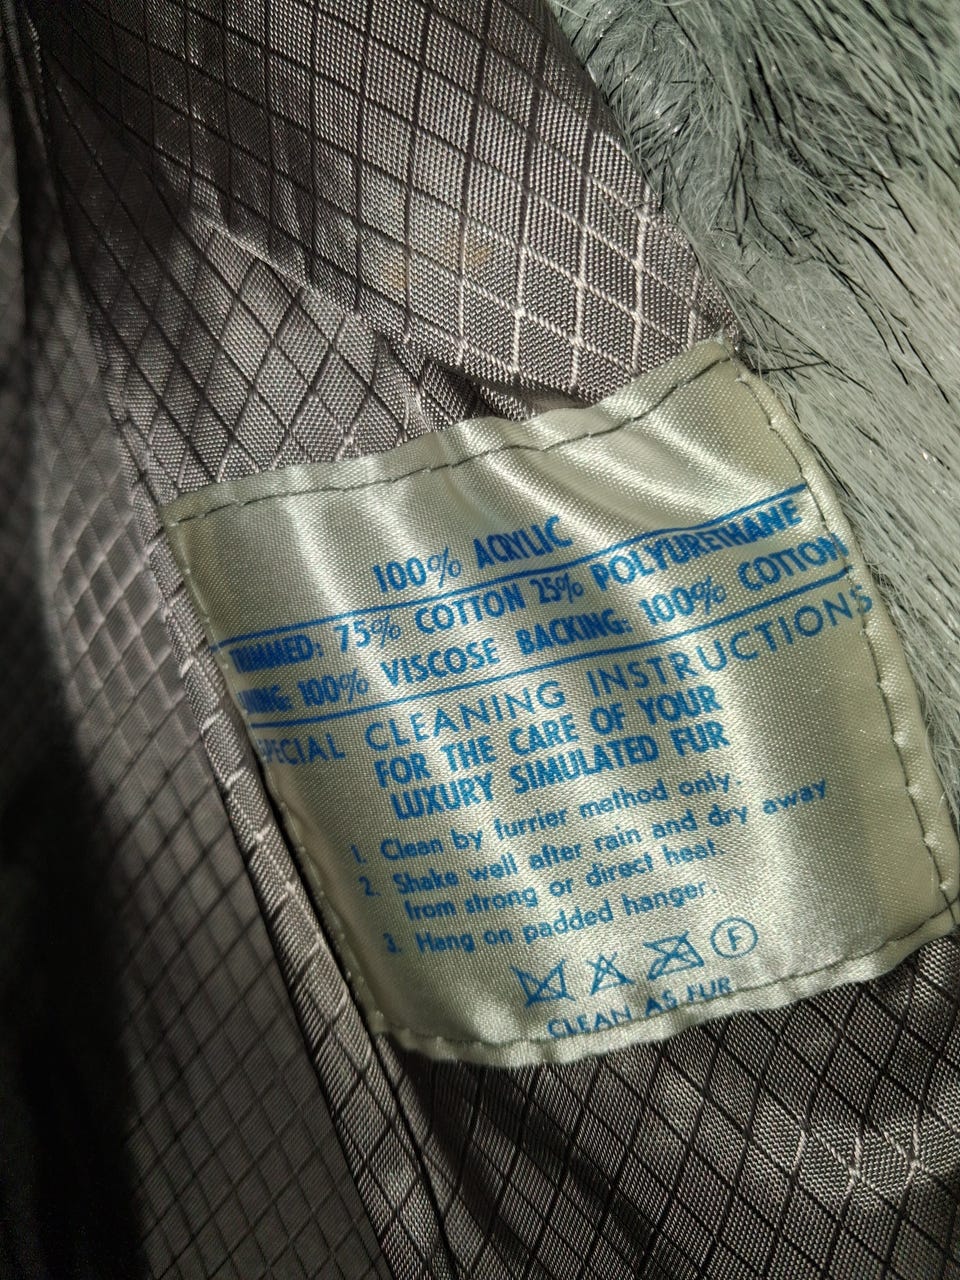 100% ACRYLIC
TRIMMED: 75% COTTON 25% POLYURETHANE
LINING: 100% VISCOSE BACKING: 100% COTTON
SPECIAL CLEANING INSTRUCTIONS
FOR THE CARE OF YOUR
LUXURY SIMULATED FUR
1. Clean by furrier method only.
2. Shake well after rain and dry away
from strong or direct heat.
3. Hang on padded hanger.
F
CLEAN AS FUR